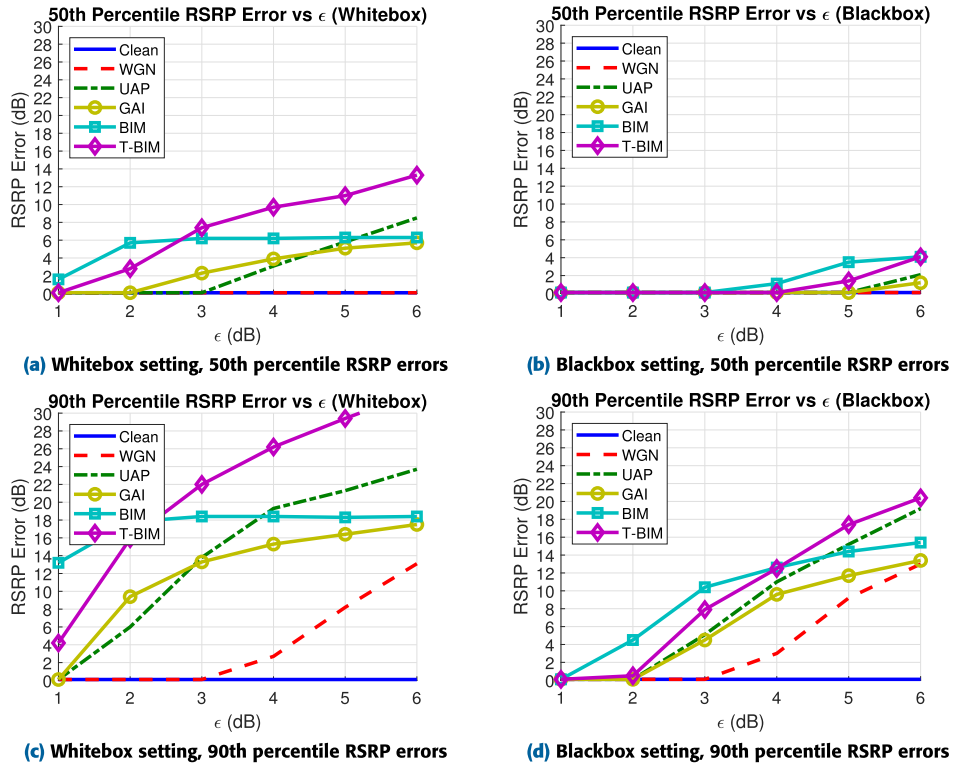 50th Percentile RSRP Error vs ϵ (Whitebox)
30
28
26
24
22
20
18
16
14
12
10
8
6
4
2
0
RSRP Error (dB)
Clean
WGN
UAP
GAI
BIM
T-BIM
1 2 3 4 5 6
ϵ (dB)
(a) Whitebox setting, 50th percentile RSRP errors
50th Percentile RSRP Error vs ϵ (Blackbox)
30
28
26
24
22
20
18
16
14
12
10
8
6
4
2
0
RSRP Error (dB)
Clean
WGN
UAP
GAI
BIM
T-BIM
1 2 3 4 5 6
ϵ (dB)
(b) Blackbox setting, 50th percentile RSRP errors
90th Percentile RSRP Error vs ϵ (Whitebox)
30
28
26
24
22
20
18
16
14
12
10
8
6
4
2
0
RSRP Error (dB)
Clean
WGN
UAP
GAI
BIM
T-BIM
1 2 3 4 5 6
ϵ (dB)
(c) Whitebox setting, 90th percentile RSRP errors
90th Percentile RSRP Error vs ϵ (Blackbox)
30
28
26
24
22
20
18
16
14
12
10
8
6
4
2
0
RSRP Error (dB)
Clean
WGN
UAP
GAI
BIM
T-BIM
1 2 3 4 5 6
ϵ (dB)
(d) Blackbox setting, 90th percentile RSRP errors